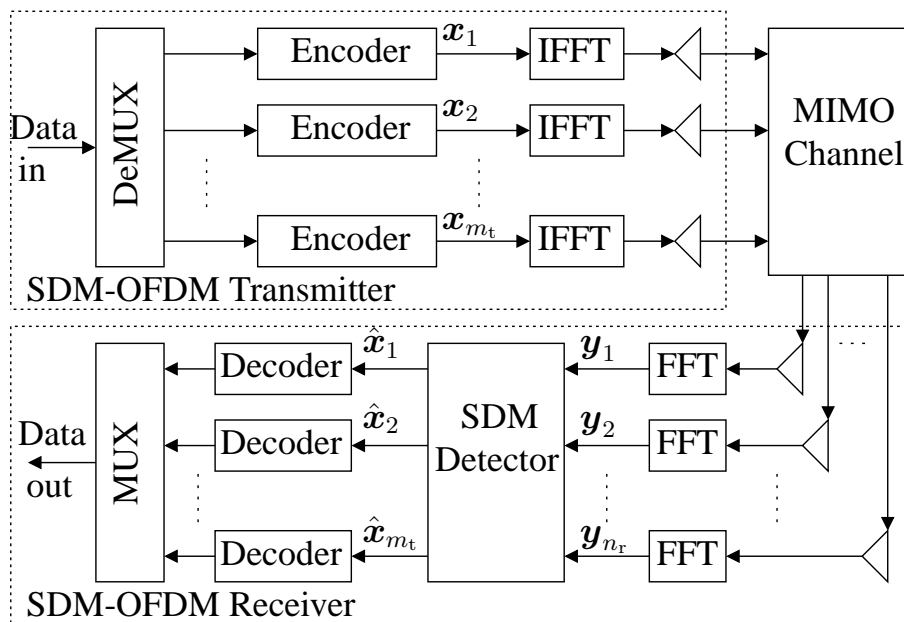 Data
in
DeMUX
Encoder
𝒙₁
IFFT
Encoder
𝒙₂
IFFT
Encoder
𝒙ₘₜ
IFFT
MIMO
Channel
SDM-OFDM Transmitter
Data
out
MUX
Decoder
𝒙̂₁
Decoder
𝒙̂₂
Decoder
𝒙̂ₘₜ
SDM
Detector
𝒚₁
FFT
𝒚₂
FFT
𝒚ₙᵣ
FFT
SDM-OFDM Receiver